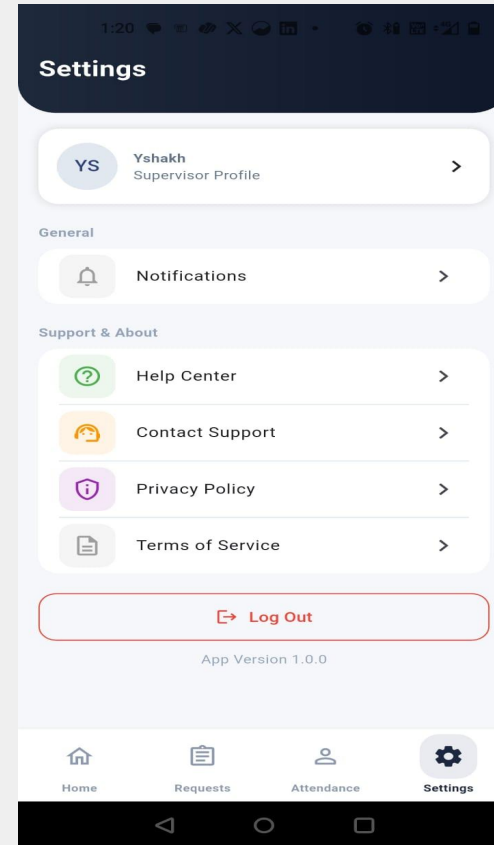 1:20
Settings
YS
Yshakh
Supervisor Profile
General
Notifications
Support & About
Help Center
Contact Support
Privacy Policy
Terms of Service
Log Out
App Version 1.0.0
Home
Requests
Attendance
Settings